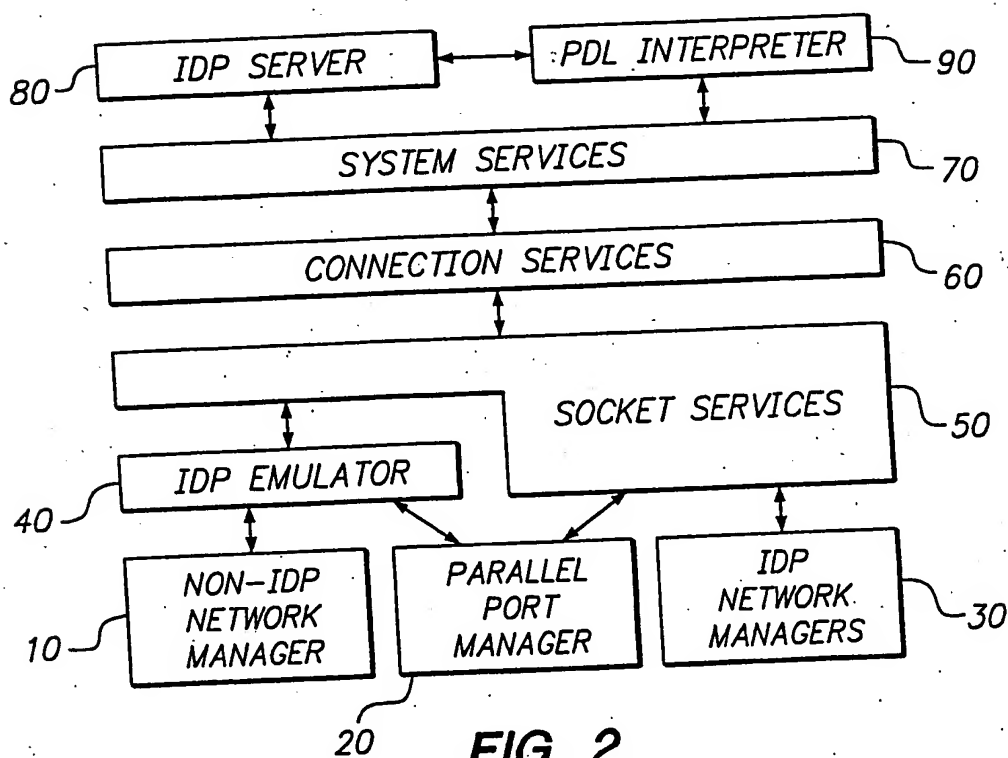 IDP SERVER
PDL INTERPRETER
80
90
SYSTEM SERVICES
70
CONNECTION SERVICES
60
SOCKET SERVICES
50
IDP EMULATOR
40
NON-IDP
NETWORK
MANAGER
10
PARALLEL
PORT
MANAGER
20
IDP
NETWORK
MANAGERS
30
FIG. 2